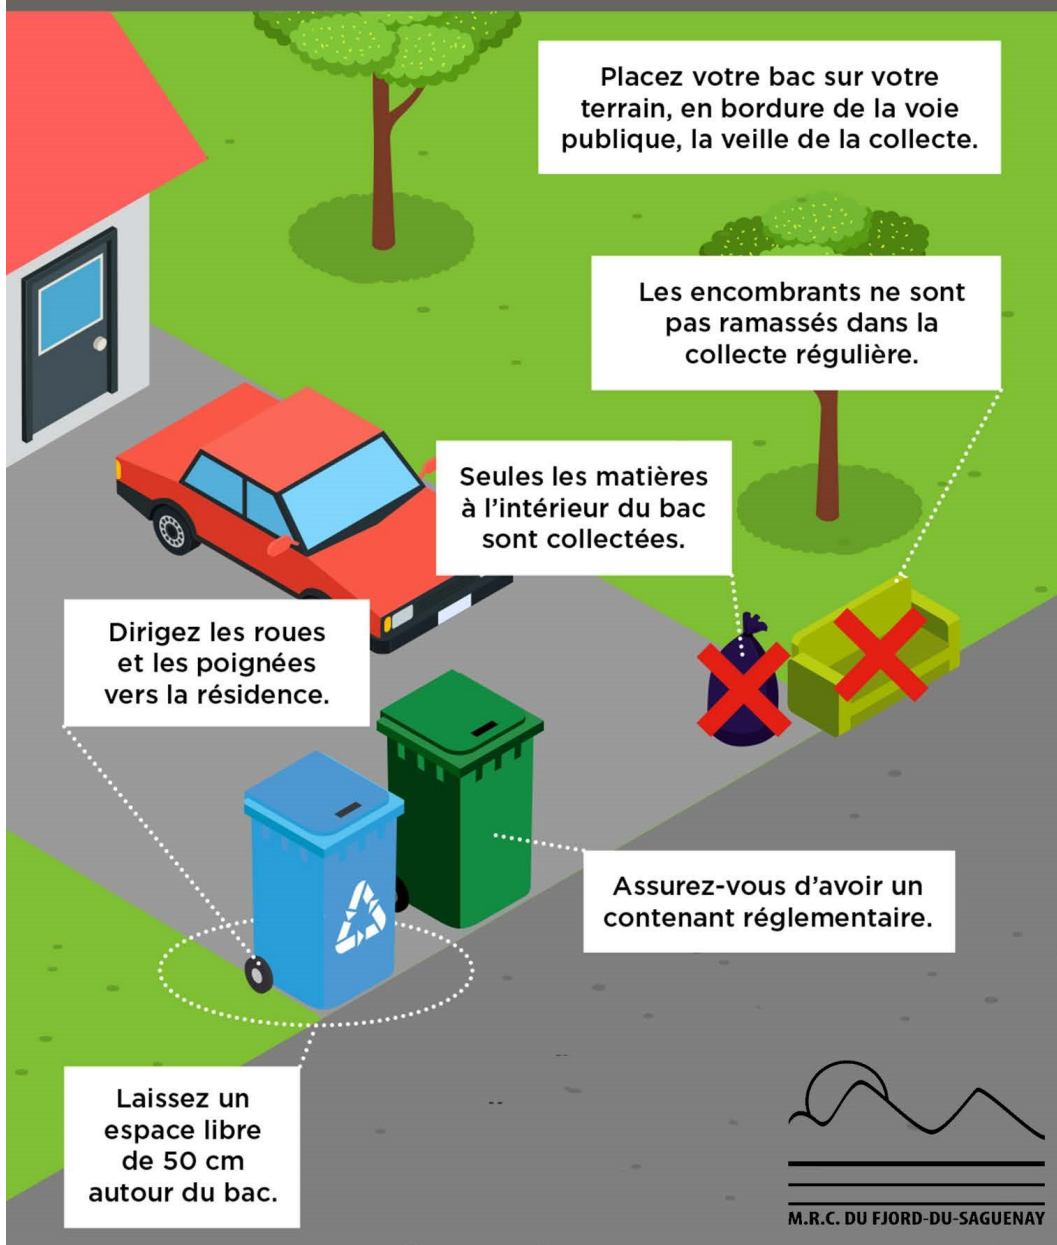 Placez votre bac sur votre
terrain, en bordure de la voie
publique, la veille de la collecte.
Les encombrants ne sont
pas ramassés dans la
collecte régulière.
Seules les matières
à l'intérieur du bac
sont collectées.
Dirigez les roues
et les poignées
vers la résidence.
Assurez-vous d'avoir un
contenant réglementaire.
Laissez un
espace libre
de 50 cm
autour du bac.
M.R.C. DU FJORD-DU-SAGUENAY